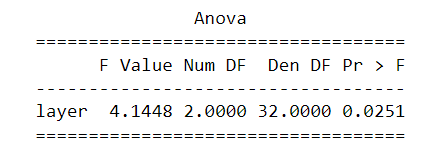 Anova
===================================
F Value Num DF Den DF Pr > F
-----------------------------------
layer 4.1448 2.0000 32.0000 0.0251
===================================